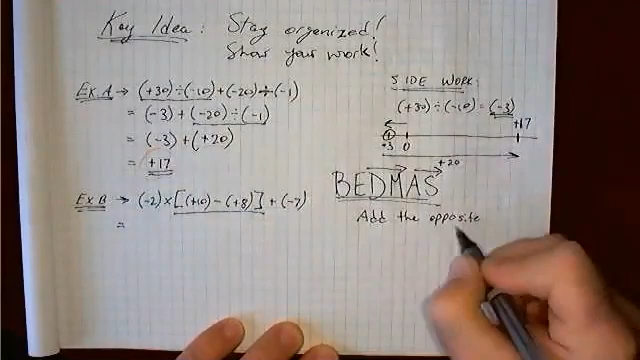 Key Idea: Stay organized!
Show your work!
Ex. A → (+30)÷(-10)+(-20)÷(-1)
= (-3) + (-20)÷(-1)
= (-3) + (+20)
= +17
SIDE WORK:
(+30)÷(-10) = (-3)
+17
-3 0
+20
BEDMAS
Add the opposite
Ex B → (-2)×[(+10)-(+8)]+(-7)
=